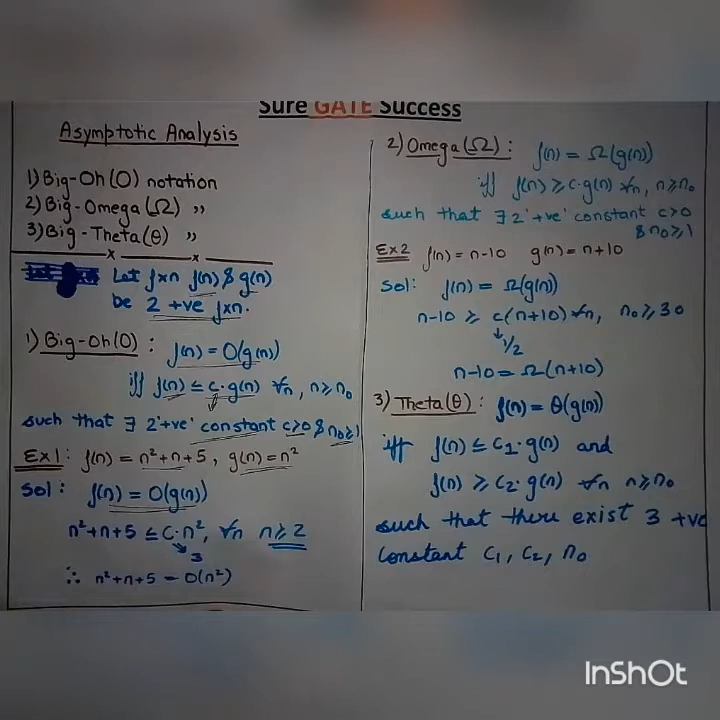 Sure GATE Success
Asymptotic Analysis
1) Big-Oh (O) notation
2) Big-Omega (Ω) ,,
3) Big-Theta (θ) ,,
x x
Let fxn f(n) & g(n)
be 2 +ve fxn.
1) Big-Oh(O) : f(n) = O(g(n))
iff f(n) ≤ c·g(n) ∀n, n≥n₀
such that ∃ 2 '+ve' constant c>0 & n₀≥1
Ex1: f(n) = n²+n+5, g(n) = n²
Sol: f(n) = O(g(n))
n²+n+5 ≤ c·n², ∀n n≥2
3
∴ n²+n+5 = O(n²)
2) Omega (Ω) : f(n) = Ω(g(n))
iff f(n) ≥ c·g(n) ∀n, n≥n₀
such that ∃ 2 '+ve' constant c>0
& n₀≥1
Ex2 f(n) = n-10 g(n) = n+10
Sol: f(n) = Ω(g(n))
n-10 ≥ c(n+10) ∀n, n₀≥30
1/2
n-10 = Ω(n+10)
3) Theta(θ) : f(n) = θ(g(n))
iff f(n) ≤ c₁·g(n) and
f(n) ≥ c₂·g(n) ∀n n≥n₀
such that there exist 3 +ve
constant c₁, c₂, n₀
InShOt